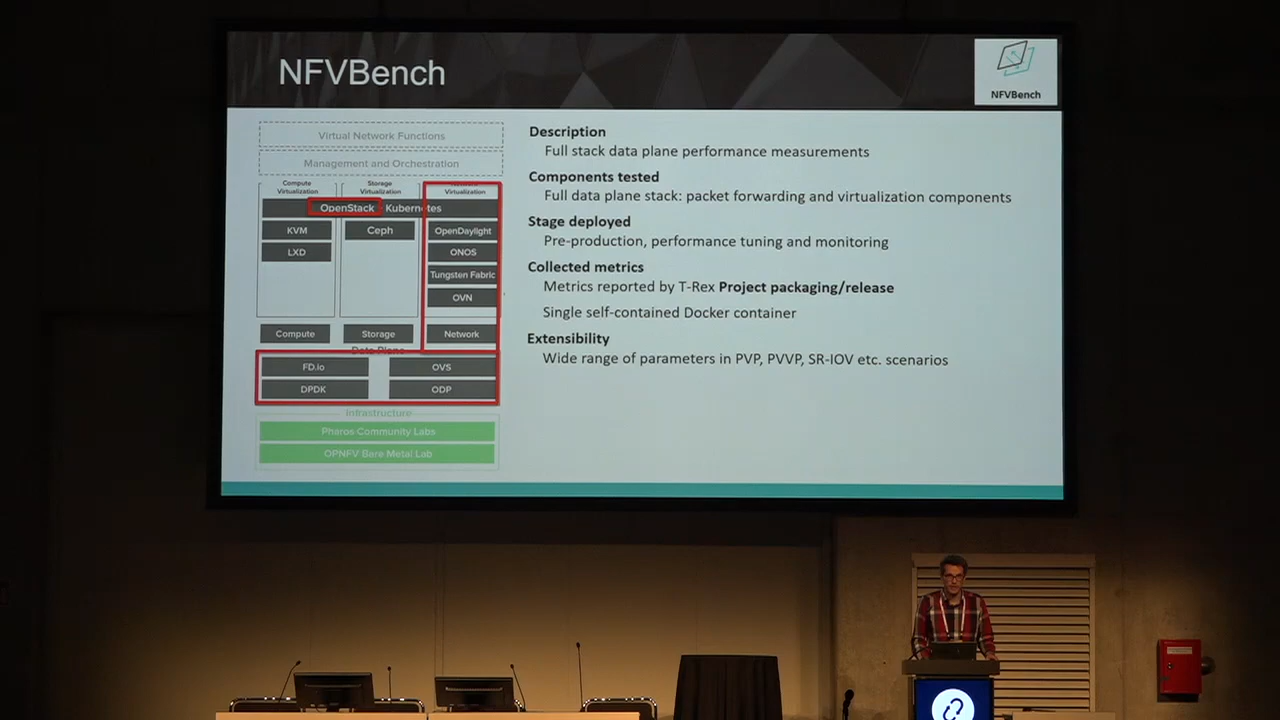 NFVBench
NFVBench
Virtual Network Functions
Management and Orchestration
Compute
Virtualization
Storage
Virtualization
Virtualization
OpenStack Kubernetes
KVM
Ceph
OpenDaylight
LXD
ONOS
Tungsten Fabric
OVN
Compute
Storage
Network
Data Plane
FD.io
OVS
DPDK
ODP
Infrastructure
Pharos Community Labs
OPNFV Bare Metal Lab
Description
Full stack data plane performance measurements
Components tested
Full data plane stack: packet forwarding and virtualization components
Stage deployed
Pre-production, performance tuning and monitoring
Collected metrics
Metrics reported by T-Rex Project packaging/release
Single self-contained Docker container
Extensibility
Wide range of parameters in PVP, PVVP, SR-IOV etc. scenarios